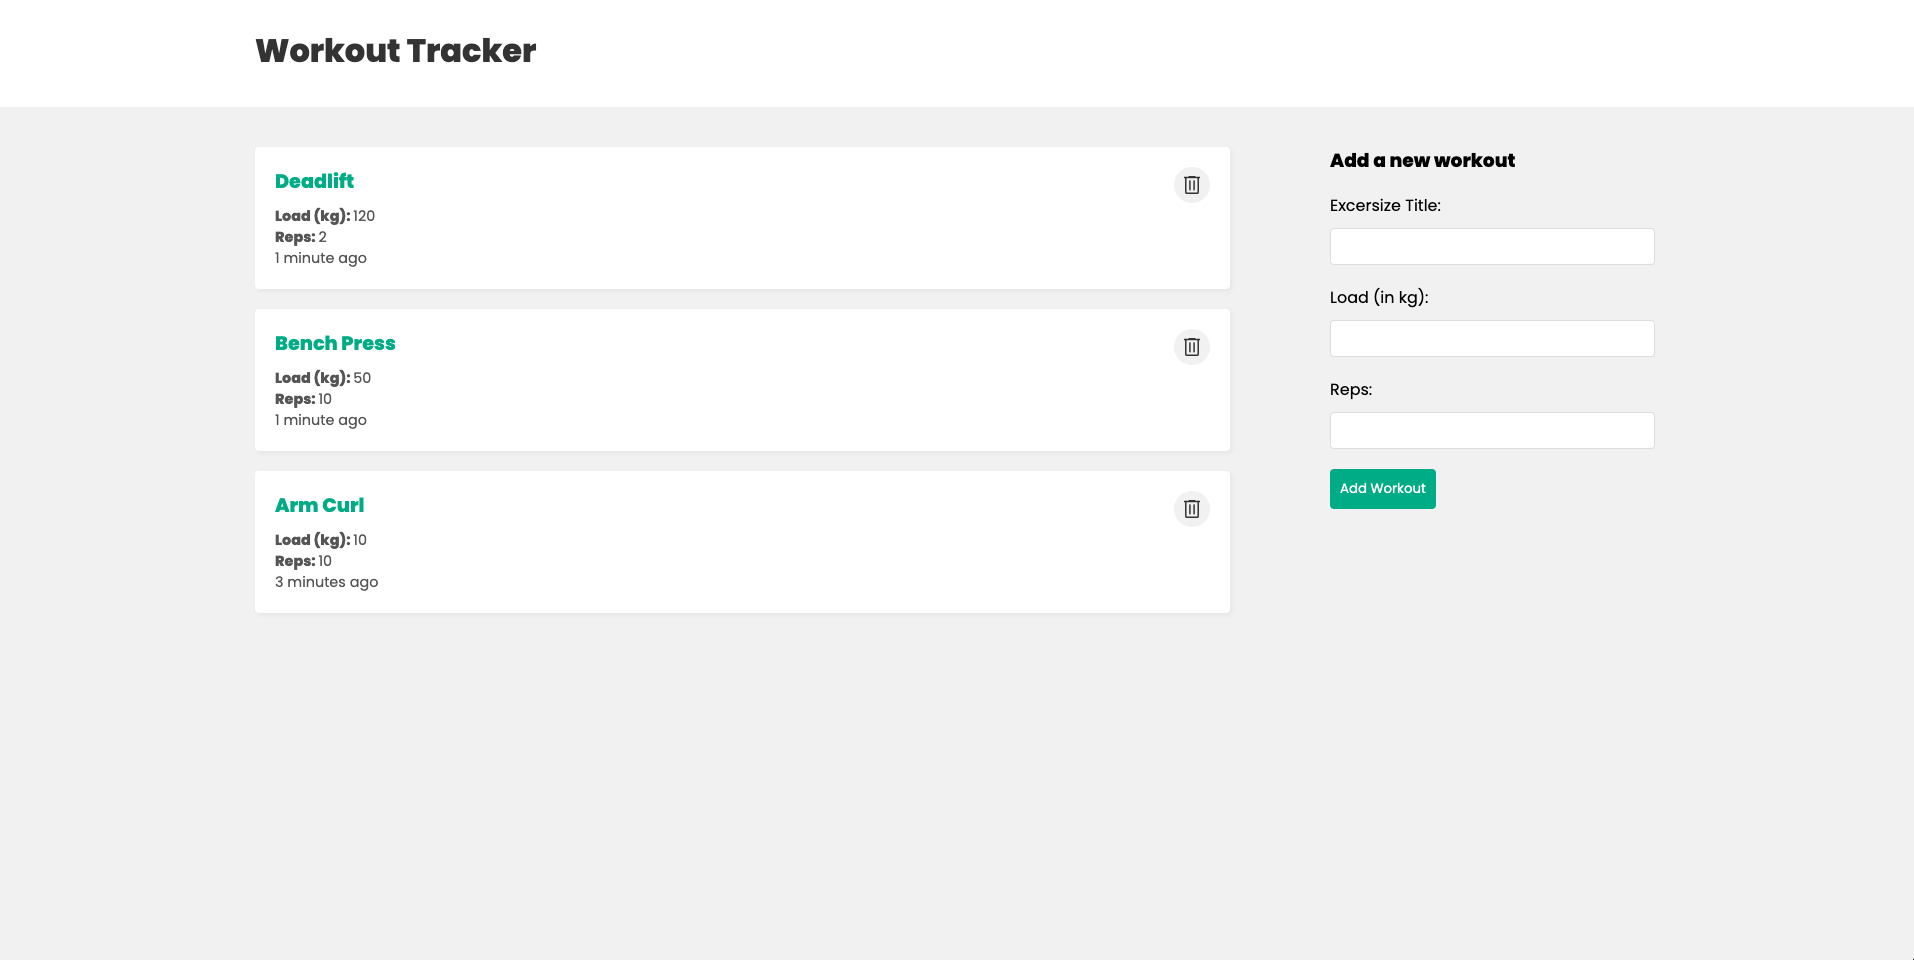 Workout Tracker
Deadlift
Load (kg): 120
Reps: 2
1 minute ago
Bench Press
Load (kg): 50
Reps: 10
1 minute ago
Arm Curl
Load (kg): 10
Reps: 10
3 minutes ago
Add a new workout
Excersize Title:
Load (in kg):
Reps:
Add Workout